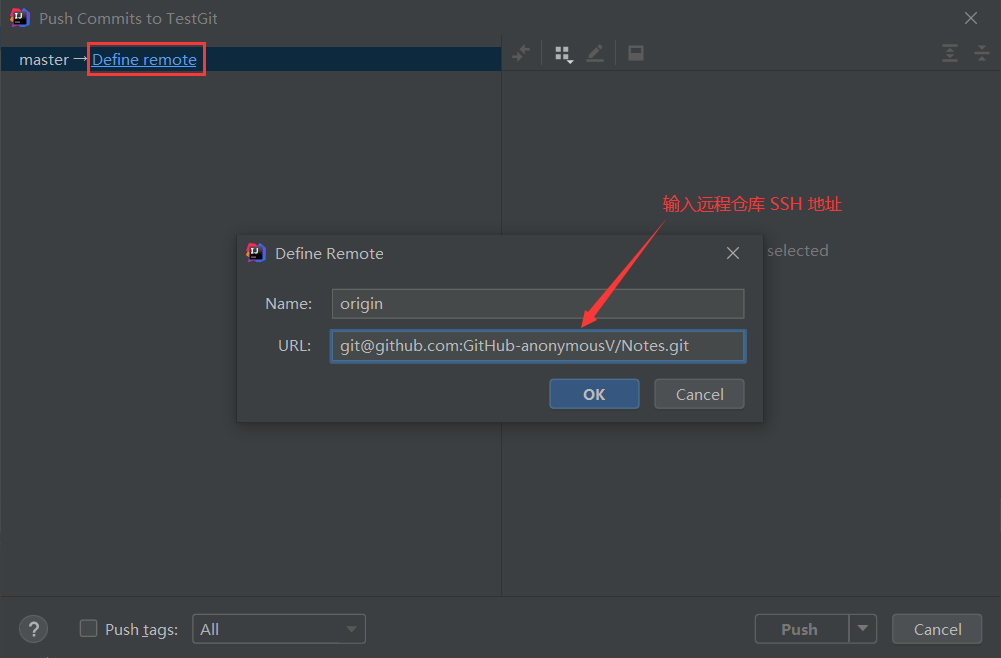 Push Commits to TestGit
master → Define remote
输入远程仓库 SSH 地址
selected
Define Remote
Name: origin
URL: git@github.com:GitHub-anonymousV/Notes.git
OK Cancel
? Push tags: All Push Cancel